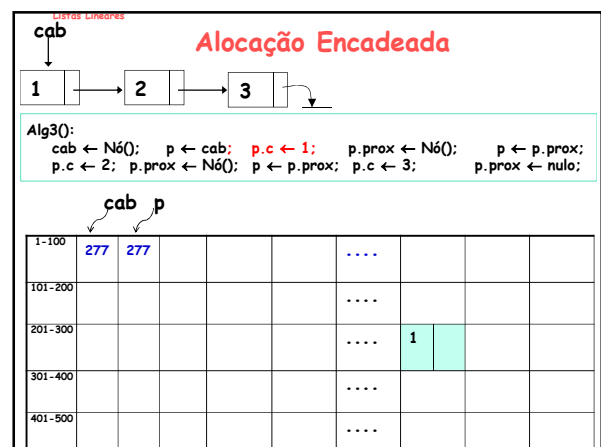 Listas Lineares
cab
Alocação Encadeada
1 2 3
Alg3():
cab ← Nó(); p ← cab; p.c ← 1; p.prox ← Nó(); p ← p.prox;
p.c ← 2; p.prox ← Nó(); p ← p.prox; p.c ← 3; p.prox ← nulo;
cab p
1-100 277 277 ....
101-200 ....
201-300 .... 1
301-400 ....
401-500 ....